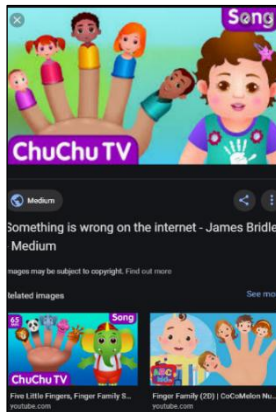 Song
ChuChu TV
Medium
Something is wrong on the internet - James Bridle
- Medium
Images may be subject to copyright. Find out more
Related images
See mo
65
Song
ChuChu TV
ABC
Five Little Fingers, Finger Family S...
youtube.com
Finger Family (2D) | CoCoMelon Nu...
youtube.com